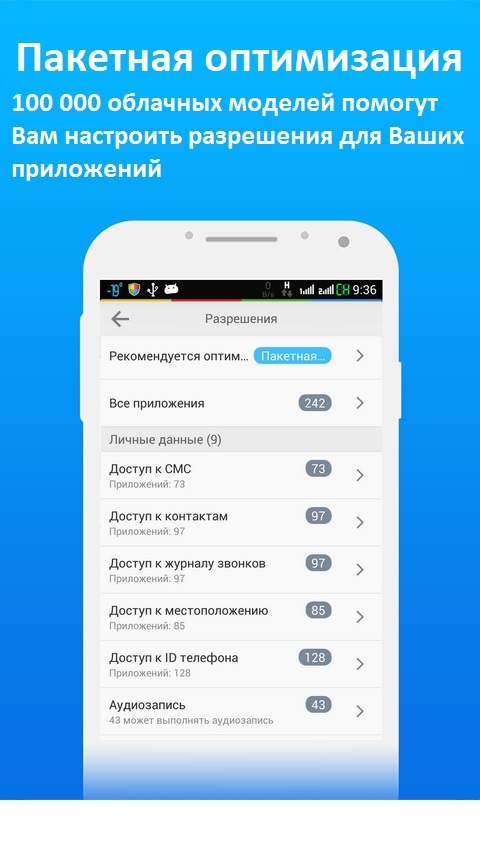 Пакетная оптимизация
100 000 облачных моделей помогут
Вам настроить разрешения для Ваших
приложений
-19° 0 B/s H 9:36
Разрешения
Рекомендуется оптим... Пакетная...
Все приложения 242
Личные данные (9)
Доступ к СМС 73
Приложений: 73
Доступ к контактам 97
Приложений: 97
Доступ к журналу звонков 97
Приложений: 97
Доступ к местоположению 85
Приложений: 85
Доступ к ID телефона 128
Приложений: 128
Аудиозапись 43
43 может выполнять аудиозапись